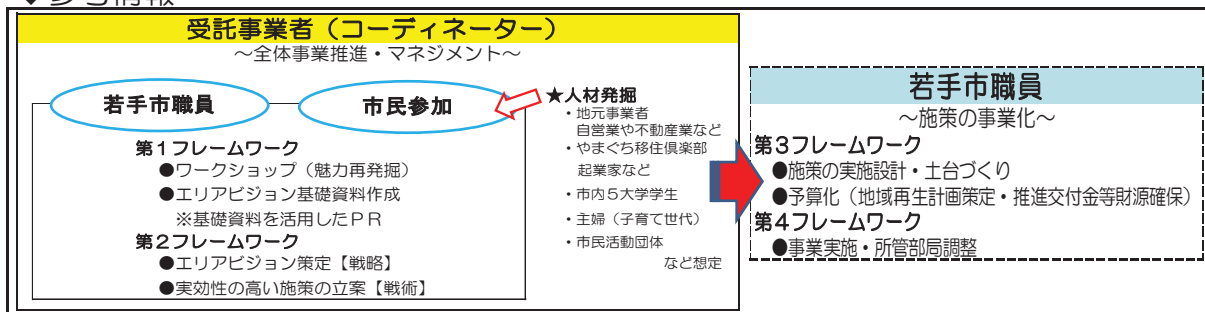 受託事業者（コーディネーター）
～全体事業推進・マネジメント～
若手市職員
市民参加
第１フレームワーク
●ワークショップ（魅力再発掘）
●エリアビジョン基礎資料作成
※基礎資料を活用したＰＲ
第２フレームワーク
●エリアビジョン策定【戦略】
●実効性の高い施策の立案【戦術】
★人材発掘
・地元事業者
自営業や不動産業など
・やまぐち移住倶楽部
起業家など
・市内５大学学生
・主婦（子育て世代）
・市民活動団体
など想定
若手市職員
～施策の事業化～
第３フレームワーク
●施策の実施設計・土台づくり
●予算化（地域再生計画策定・推進交付金等財源確保）
第４フレームワーク
●事業実施・所管部局調整